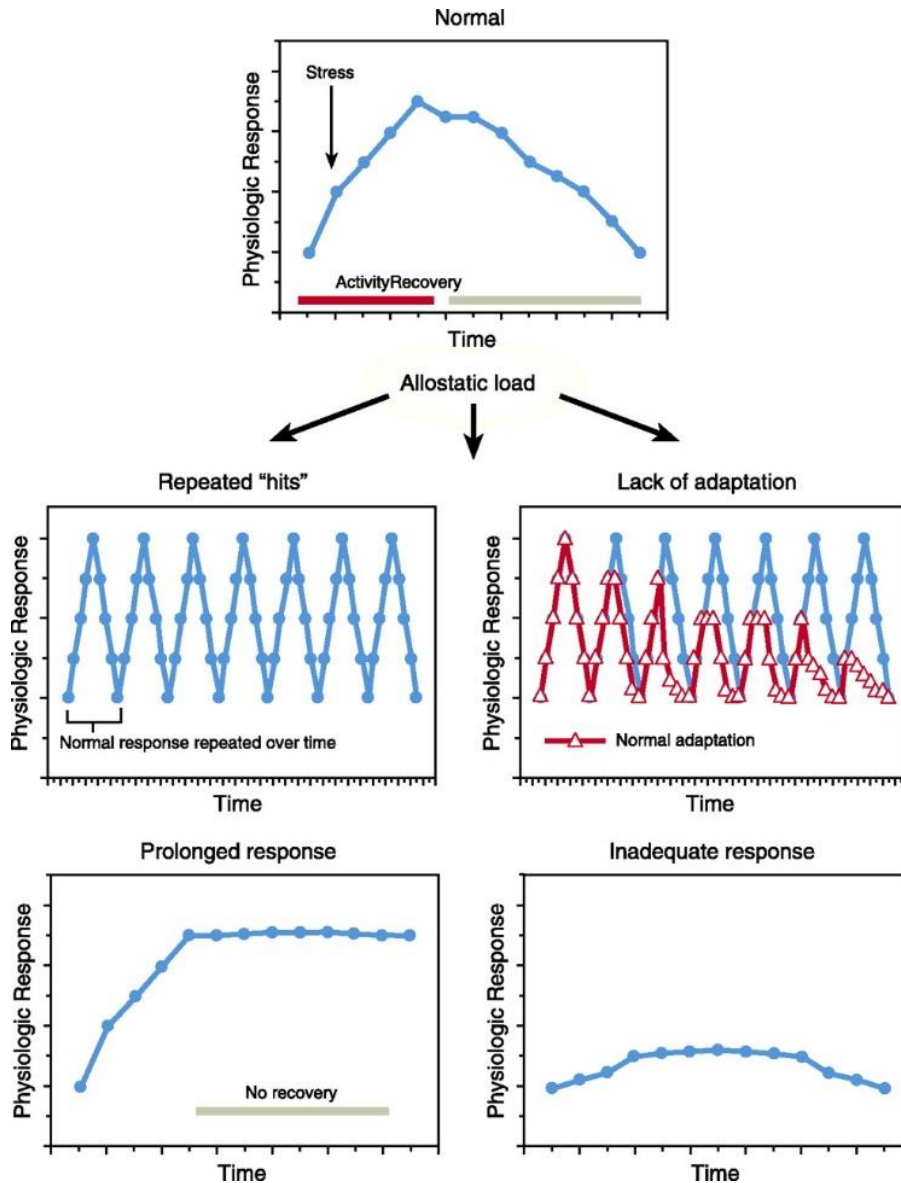 Normal
Physiologic Response
Stress
ActivityRecovery
Time
Allostatic load
Repeated “hits”
Physiologic Response
Normal response repeated over time
Time
Lack of adaptation
Physiologic Response
Normal adaptation
Time
Prolonged response
Physiologic Response
No recovery
Time
Inadequate response
Physiologic Response
Time